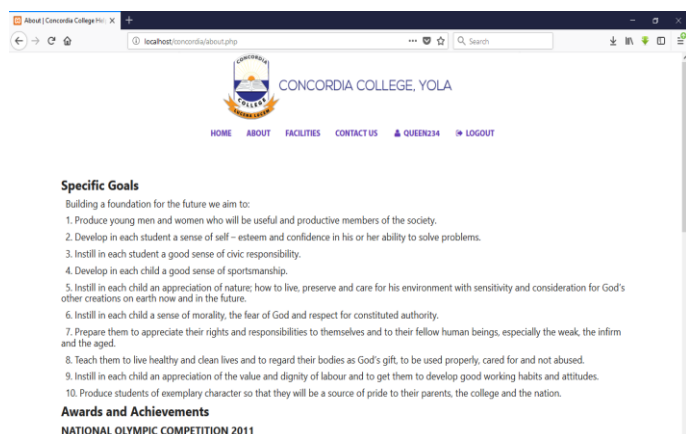 About | Concordia College Hig
localhost/concordia/about.php
Search
CONCORDIA
COLLEGE
LUCEAT LUCEM
CONCORDIA COLLEGE, YOLA
HOME ABOUT FACILITIES CONTACT US QUEEN234 LOGOUT
Specific Goals
Building a foundation for the future we aim to:
1. Produce young men and women who will be useful and productive members of the society.
2. Develop in each student a sense of self – esteem and confidence in his or her ability to solve problems.
3. Instill in each student a good sense of civic responsibility.
4. Develop in each child a good sense of sportsmanship.
5. Instill in each child an appreciation of nature; how to live, preserve and care for his environment with sensitivity and consideration for God's
other creations on earth now and in the future.
6. Instill in each child a sense of morality, the fear of God and respect for constituted authority.
7. Prepare them to appreciate their rights and responsibilities to themselves and to their fellow human beings, especially the weak, the infirm
and the aged.
8. Teach them to live healthy and clean lives and to regard their bodies as God's gift, to be used properly, cared for and not abused.
9. Instill in each child an appreciation of the value and dignity of labour and to get them to develop good working habits and attitudes.
10. Produce students of exemplary character so that they will be a source of pride to their parents, the college and the nation.
Awards and Achievements
NATIONAL OLYMPIC COMPETITION 2011